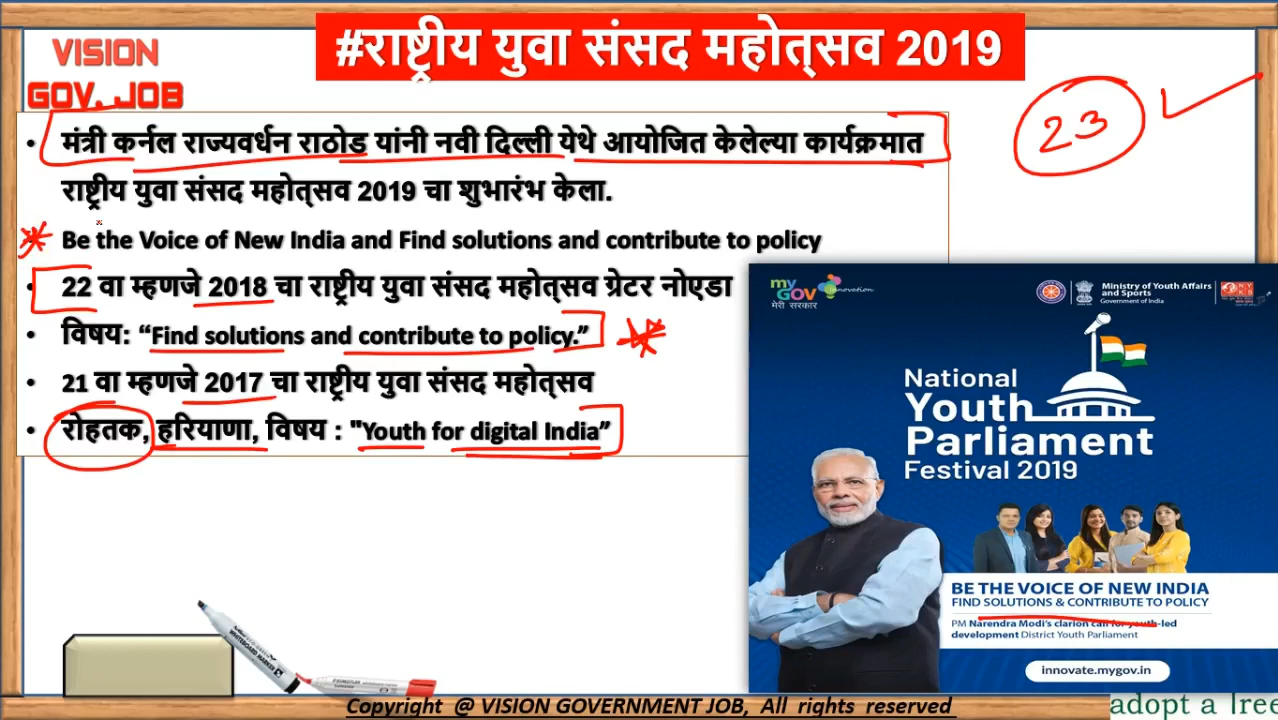 #राष्ट्रीय युवा संसद महोत्सव 2019
VISION
GOV. JOB
23
• मंत्री कर्नल राज्यवर्धन राठोड यांनी नवी दिल्ली येथे आयोजित केलेल्या कार्यक्रमात
राष्ट्रीय युवा संसद महोत्सव 2019 चा शुभारंभ केला.
Be the Voice of New India and Find solutions and contribute to policy
• 22 वा म्हणजे 2018 चा राष्ट्रीय युवा संसद महोत्सव ग्रेटर नोएडा
• विषय: “Find solutions and contribute to policy.”
• 21 वा म्हणजे 2017 चा राष्ट्रीय युवा संसद महोत्सव
• रोहतक, हरियाणा, विषय : "Youth for digital India”
my
GOV innovation
मेरी सरकार
Ministry of Youth Affairs
and Sports
Government of India
National
Youth
Parliament
Festival 2019
BE THE VOICE OF NEW INDIA
FIND SOLUTIONS & CONTRIBUTE TO POLICY
PM Narendra Modi's clarion call for youth-led
development District Youth Parliament
innovate.mygov.in
Copyright @ VISION GOVERNMENT JOB, All rights reserved
adopt a Tree